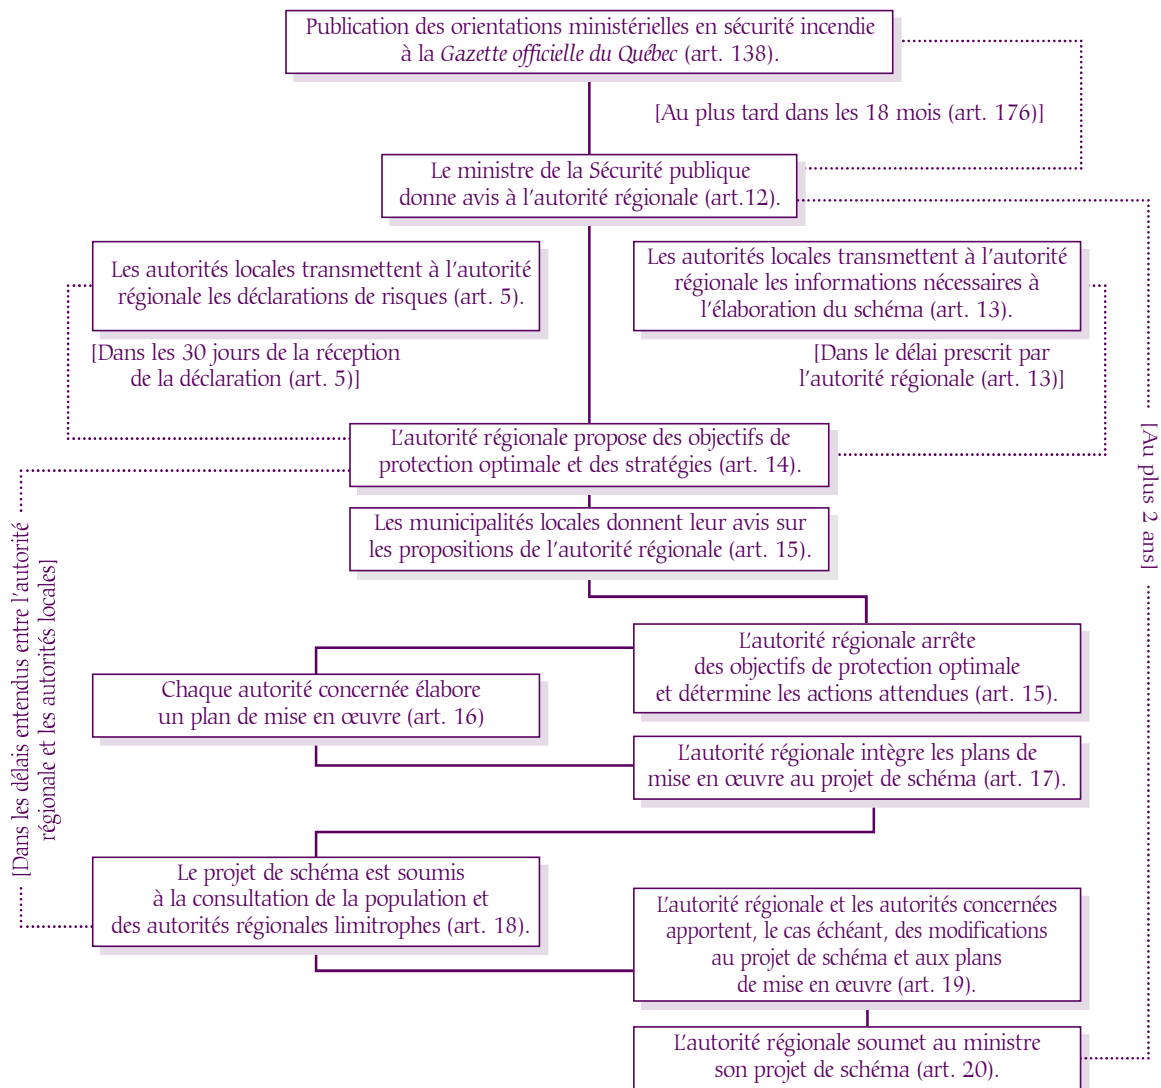 Publication des orientations ministérielles en sécurité incendie
à la Gazette officielle du Québec (art. 138).
[Au plus tard dans les 18 mois (art. 176)]
Le ministre de la Sécurité publique
donne avis à l'autorité régionale (art.12).
Les autorités locales transmettent à l'autorité
régionale les déclarations de risques (art. 5).
[Dans les 30 jours de la réception
de la déclaration (art. 5)]
Les autorités locales transmettent à l'autorité
régionale les informations nécessaires à
l'élaboration du schéma (art. 13).
[Dans le délai prescrit par
l'autorité régionale (art. 13)]
L'autorité régionale propose des objectifs de
protection optimale et des stratégies (art. 14).
[Au plus 2 ans]
Les municipalités locales donnent leur avis sur
les propositions de l'autorité régionale (art. 15).
[Dans les délais entendus entre l'autorité
régionale et les autorités locales]
L'autorité régionale arrête
des objectifs de protection optimale
et détermine les actions attendues (art. 15).
Chaque autorité concernée élabore
un plan de mise en œuvre (art. 16)
L'autorité régionale intègre les plans de
mise en œuvre au projet de schéma (art. 17).
Le projet de schéma est soumis
à la consultation de la population et
des autorités régionales limitrophes (art. 18).
L'autorité régionale et les autorités concernées
apportent, le cas échéant, des modifications
au projet de schéma et aux plans
de mise en œuvre (art. 19).
L'autorité régionale soumet au ministre
son projet de schéma (art. 20).